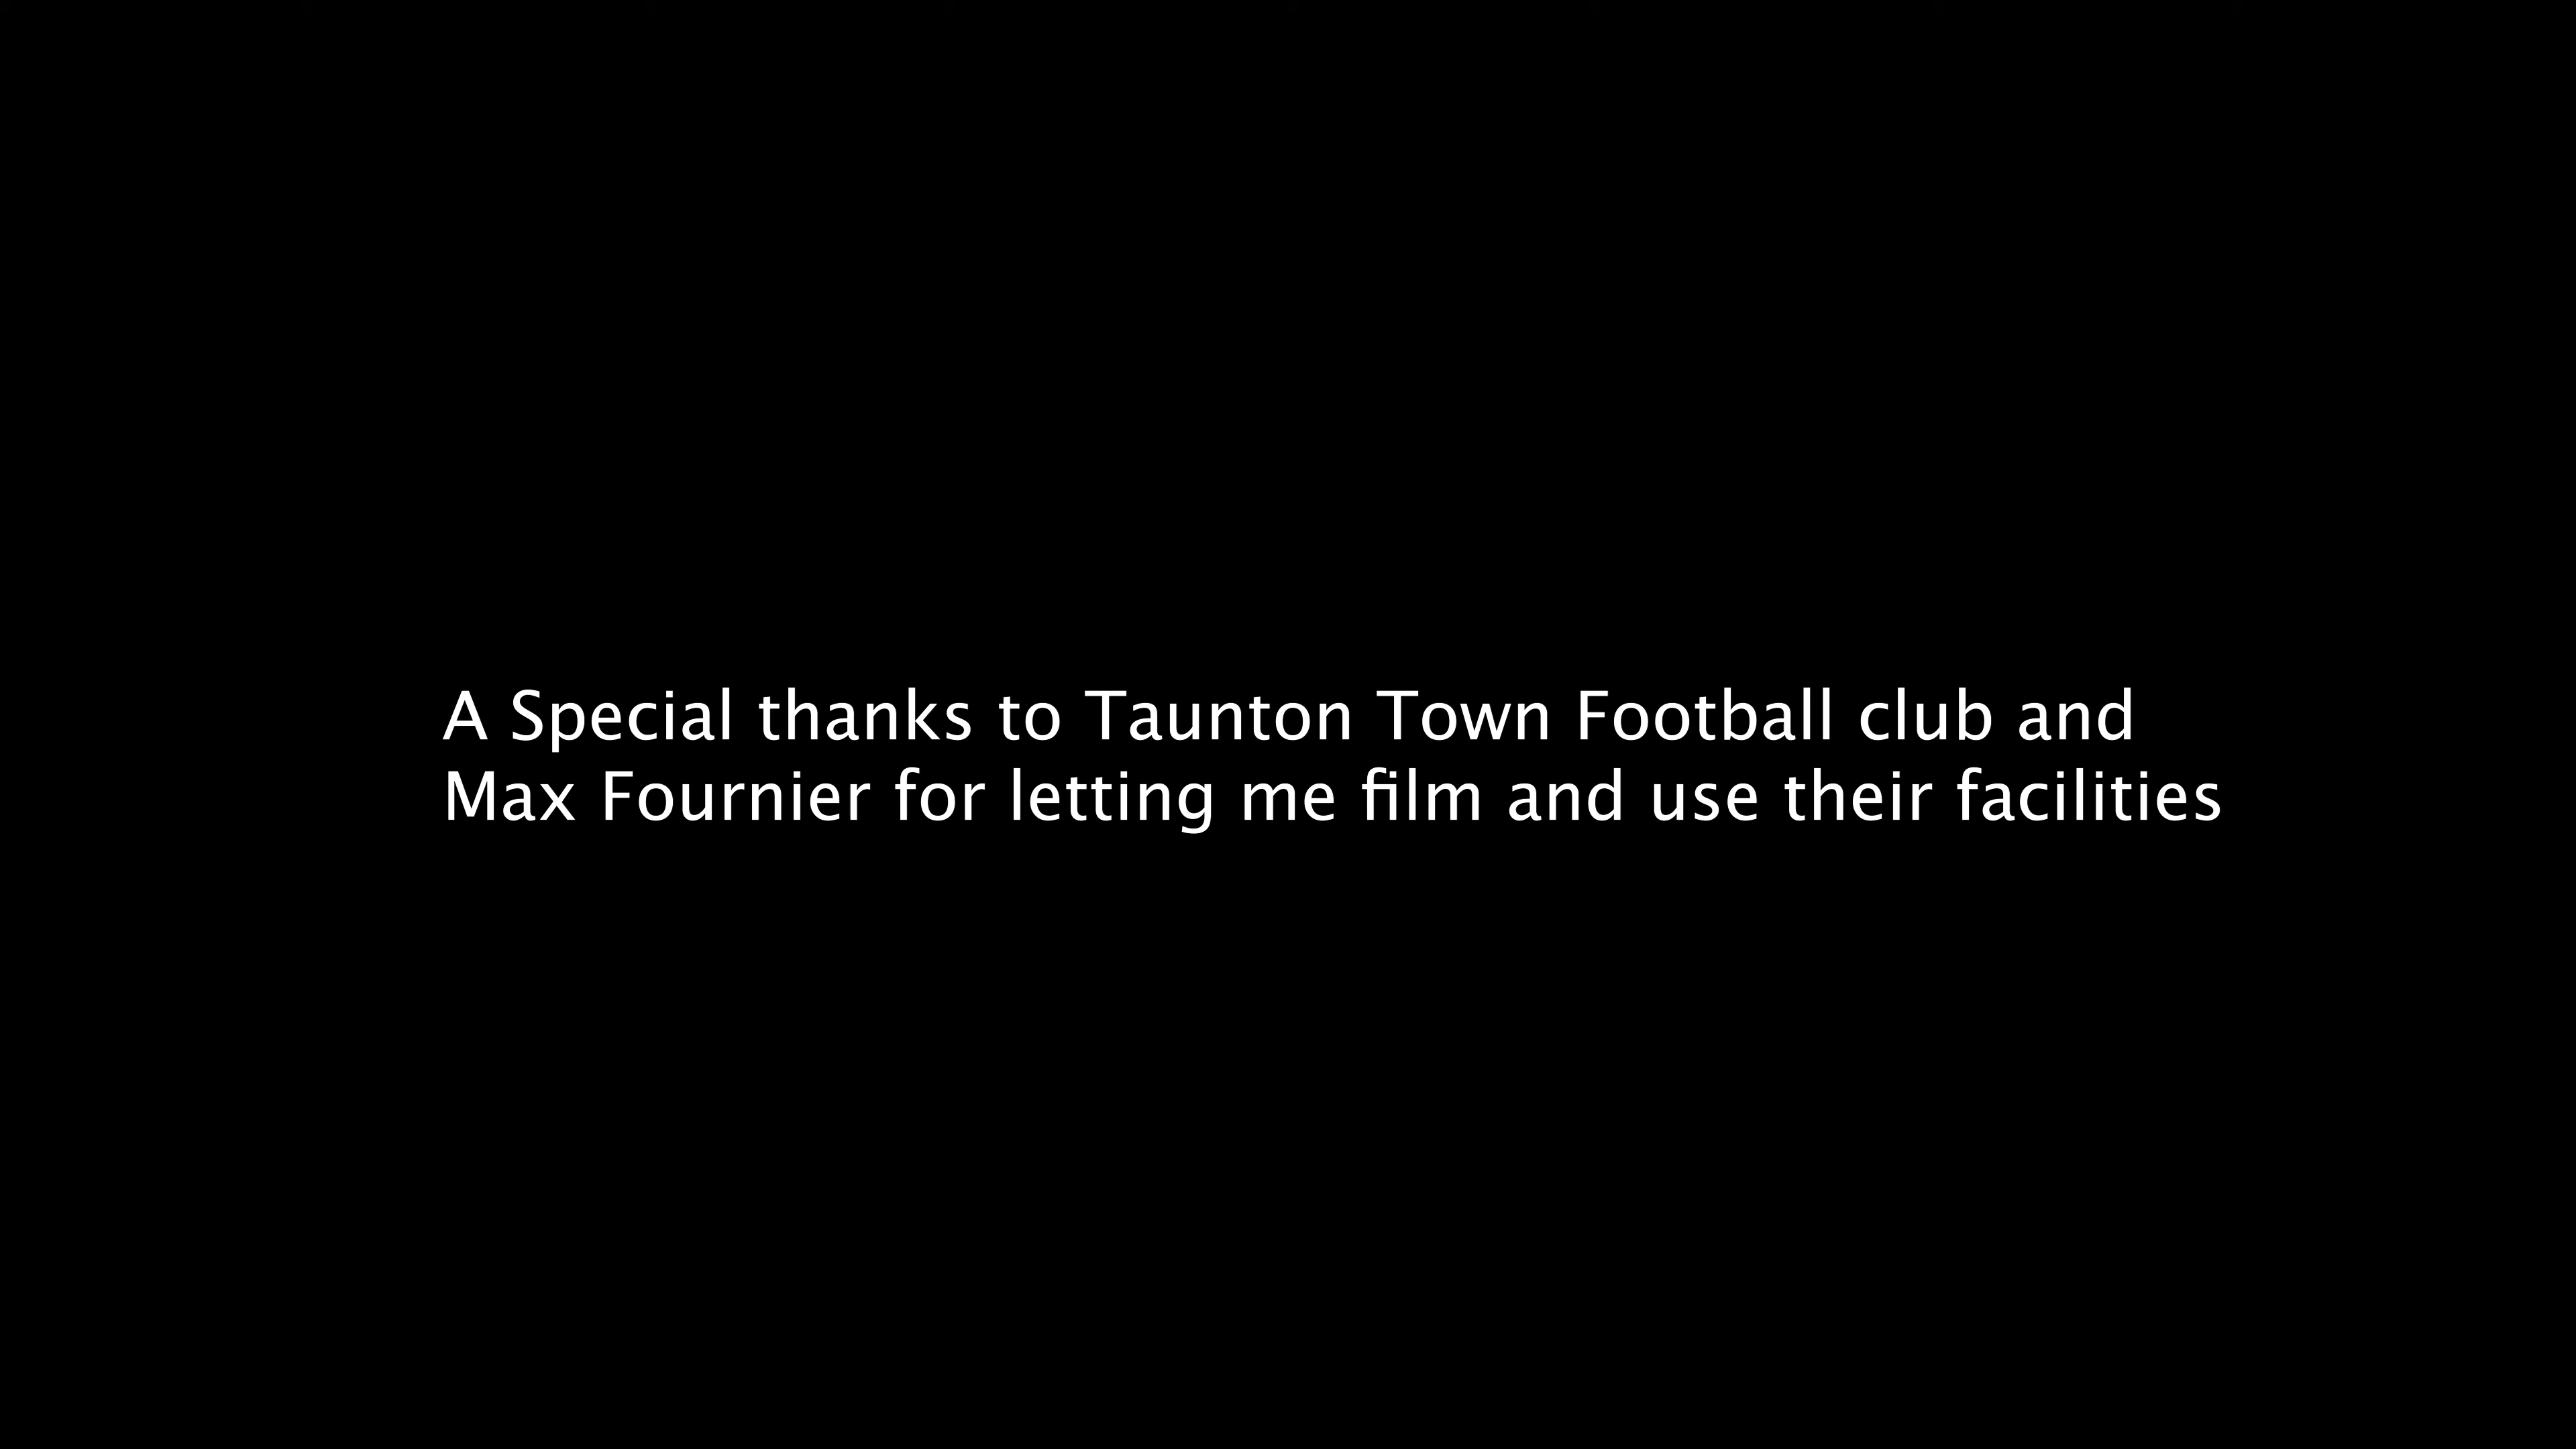 A Special thanks to Taunton Town Football club and
Max Fournier for letting me film and use their facilities